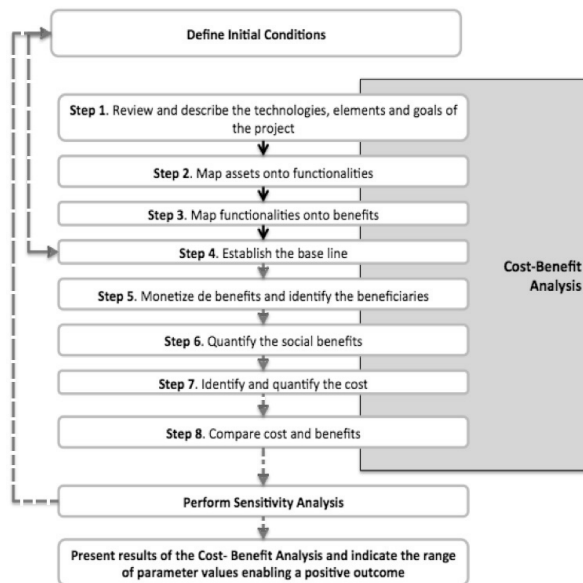 Define Initial Conditions
Step 1. Review and describe the technologies, elements and goals of
the project
Step 2. Map assets onto functionalities
Step 3. Map functionalities onto benefits
Step 4. Establish the base line
Step 5. Monetize de benefits and identify the beneficiaries
Step 6. Quantify the social benefits
Step 7. Identify and quantify the cost
Step 8. Compare cost and benefits
Cost-Benefit
Analysis
Perform Sensitivity Analysis
Present results of the Cost- Benefit Analysis and indicate the range
of parameter values enabling a positive outcome